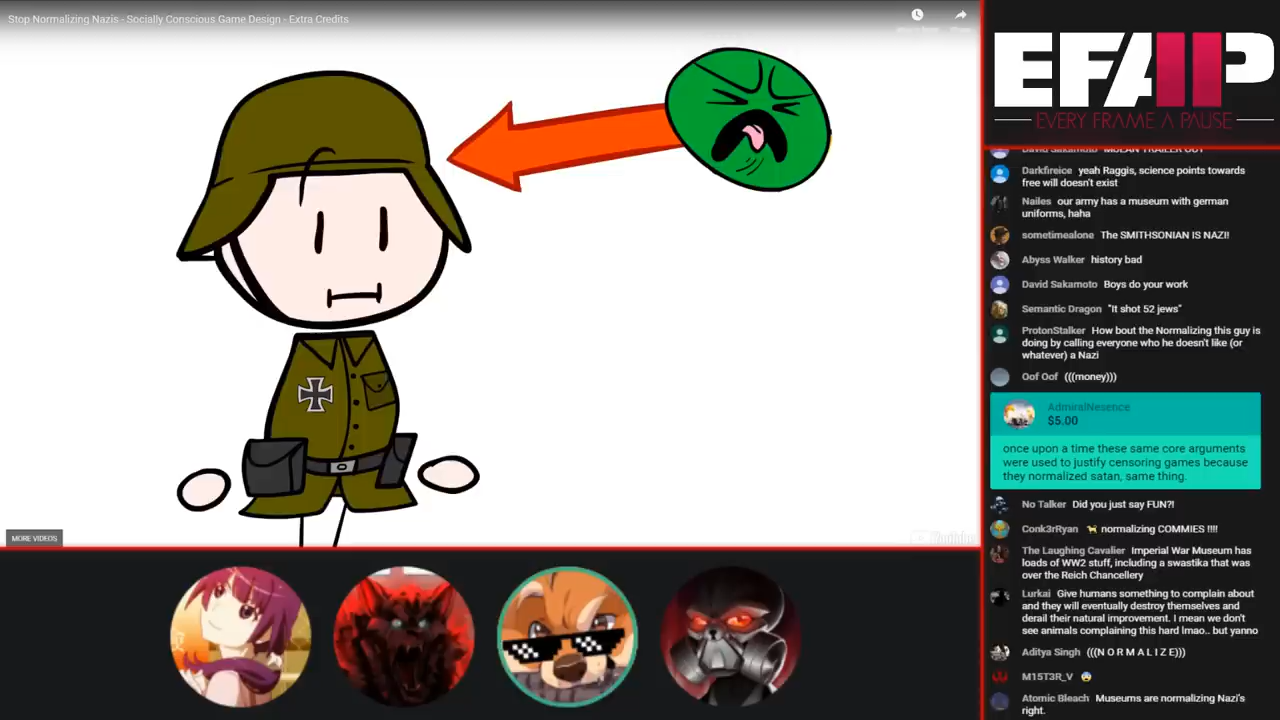 Stop Normalizing Nazis - Socially Conscious Game Design - Extra Credits
MORE VIDEOS
EFAP
EVERY FRAME A PAUSE
David Sakamoto MULAN TRAILER OUT
Darkfireice yeah Raggis, science points towards
free will doesn't exist
Nailes our army has a museum with german
uniforms, haha
sometimealone The SMITHSONIAN IS NAZI!
Abyss Walker history bad
David Sakamoto Boys do your work
Semantic Dragon "It shot 52 jews"
ProtonStalker How bout the Normalizing this guy is
doing by calling everyone who he doesn't like (or
whatever) a Nazi
Oof Oof (((money)))
AdmiralNesence
$5.00
once upon a time these same core arguments
were used to justify censoring games because
they normalized satan, same thing.
No Talker Did you just say FUN?!
Conk3rRyan normalizing COMMIES !!!!
The Laughing Cavalier Imperial War Museum has
loads of WW2 stuff, including a swastika that was
over the Reich Chancellery
Lurkai Give humans something to complain about
and they will eventually destroy themselves and
derail their natural improvement. I mean we don't
see animals complaining this hard lmao.. but yanno
Aditya Singh (((N O R M A L I Z E)))
M15T3R_V
Atomic Bleach Museums are normalizing Nazi's
right.